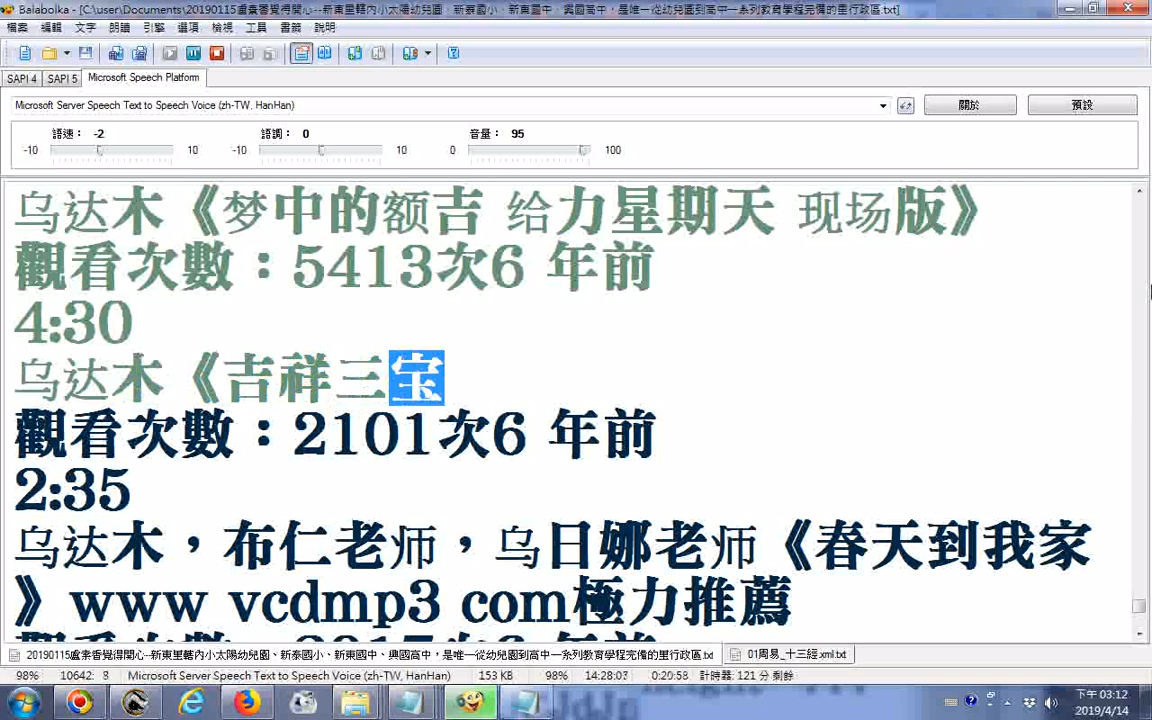 Balabolka - [C:\user\Documents\20190115盧素香覺得開心--新東里轄內小太陽幼兒園、新泰國小、新東國中、興國高中，是唯一從幼兒園到高中一系列教育學程完備的里行政區.txt]
檔案 編輯 文字 朗讀 引擎 選項 檢視 工具 書籤 說明
SAPI 4 SAPI 5 Microsoft Speech Platform
Microsoft Server Speech Text to Speech Voice (zh-TW, HanHan) 關於 預設
語速： -2 語調： 0 音量： 95
-10 10 -10 10 0 100
乌达木《梦中的额吉 给力星期天 现场版》
觀看次數：5413次6 年前
4:30
乌达木《吉祥三宝
觀看次數：2101次6 年前
2:35
乌达木，布仁老师，乌日娜老师《春天到我家
》www vcdmp3 com極力推薦
20190115盧素香覺得開心--新東里轄內小太陽幼兒園、新泰國小、新東國中、興國高中，是唯一從幼兒園到高中一系列教育學程完備的里行政區.txt 01周易_十三經.xml.txt
98% 10642: 8 Microsoft Server Speech Text to Speech Voice (zh-TW, HanHan) 153 KB 98% 14:28:03 0:20:58 計時器: 121 分 剩餘
下午 03:12
2019/4/14